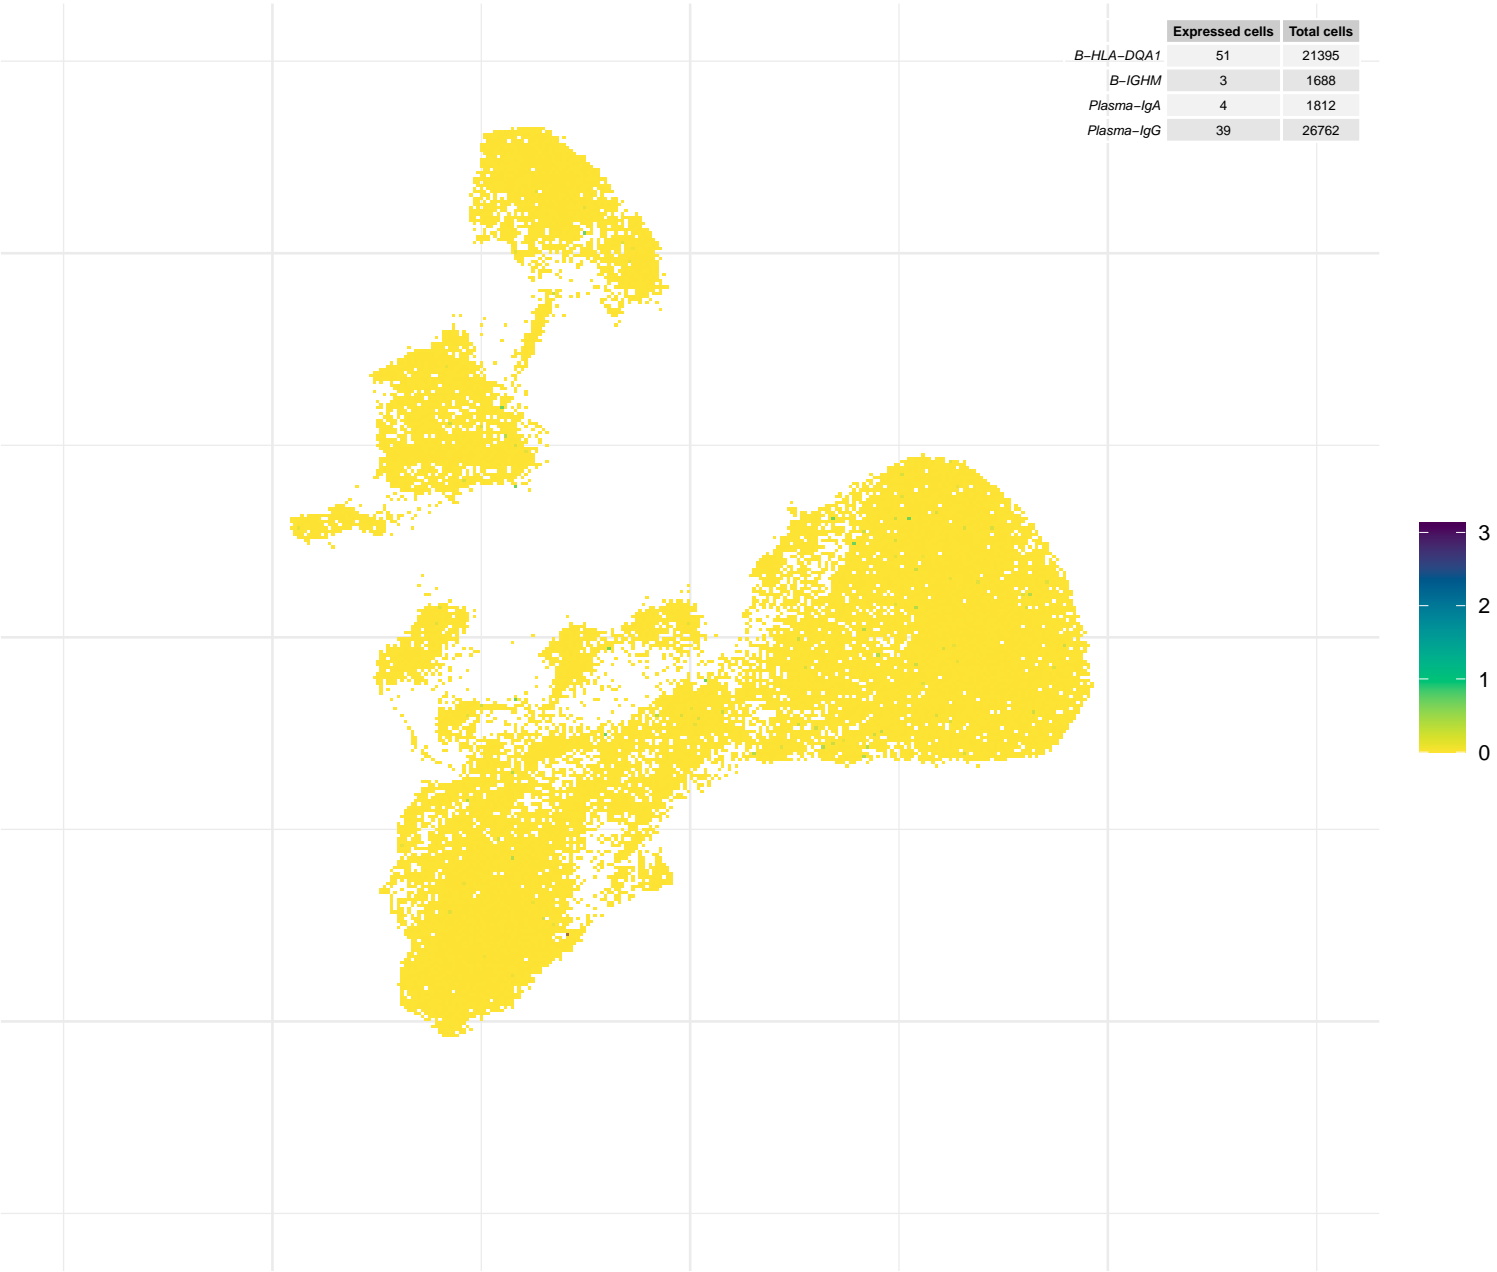 Expressed cells Total cells
B−HLA−DQA1 51 21395
B−IGHM 3 1688
Plasma−IgA 4 1812
Plasma−IgG 39 26762
3
2
1
0